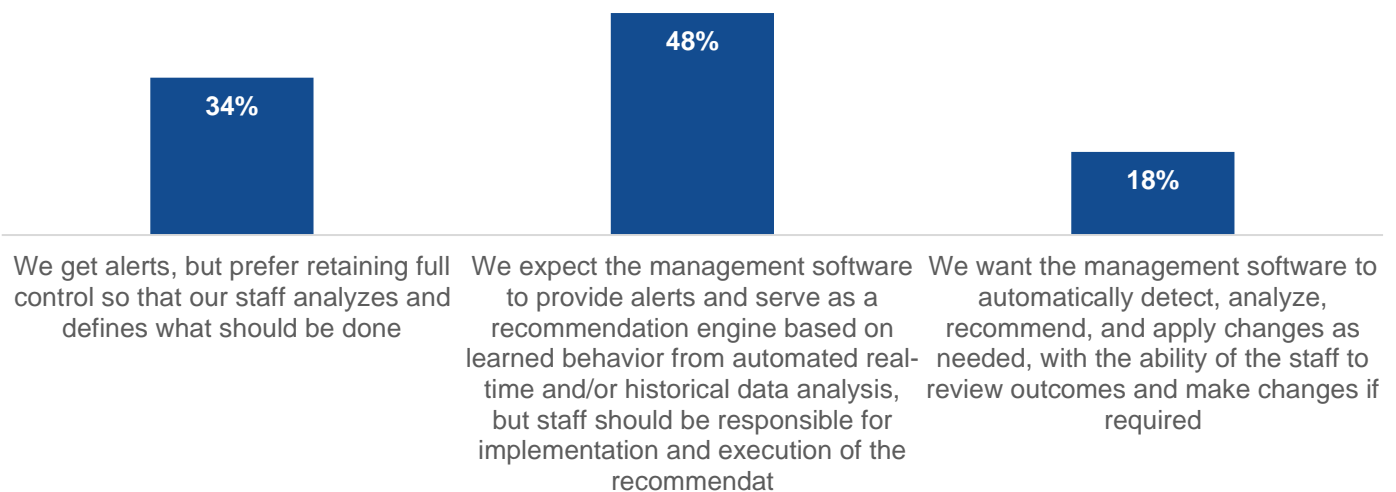 48%
34%
18%
We get alerts, but prefer retaining full
control so that our staff analyzes and
defines what should be done
We expect the management software
to provide alerts and serve as a
recommendation engine based on
learned behavior from automated real-
time and/or historical data analysis,
but staff should be responsible for
implementation and execution of the
recommendat
We want the management software to
automatically detect, analyze,
recommend, and apply changes as
needed, with the ability of the staff to
review outcomes and make changes if
required